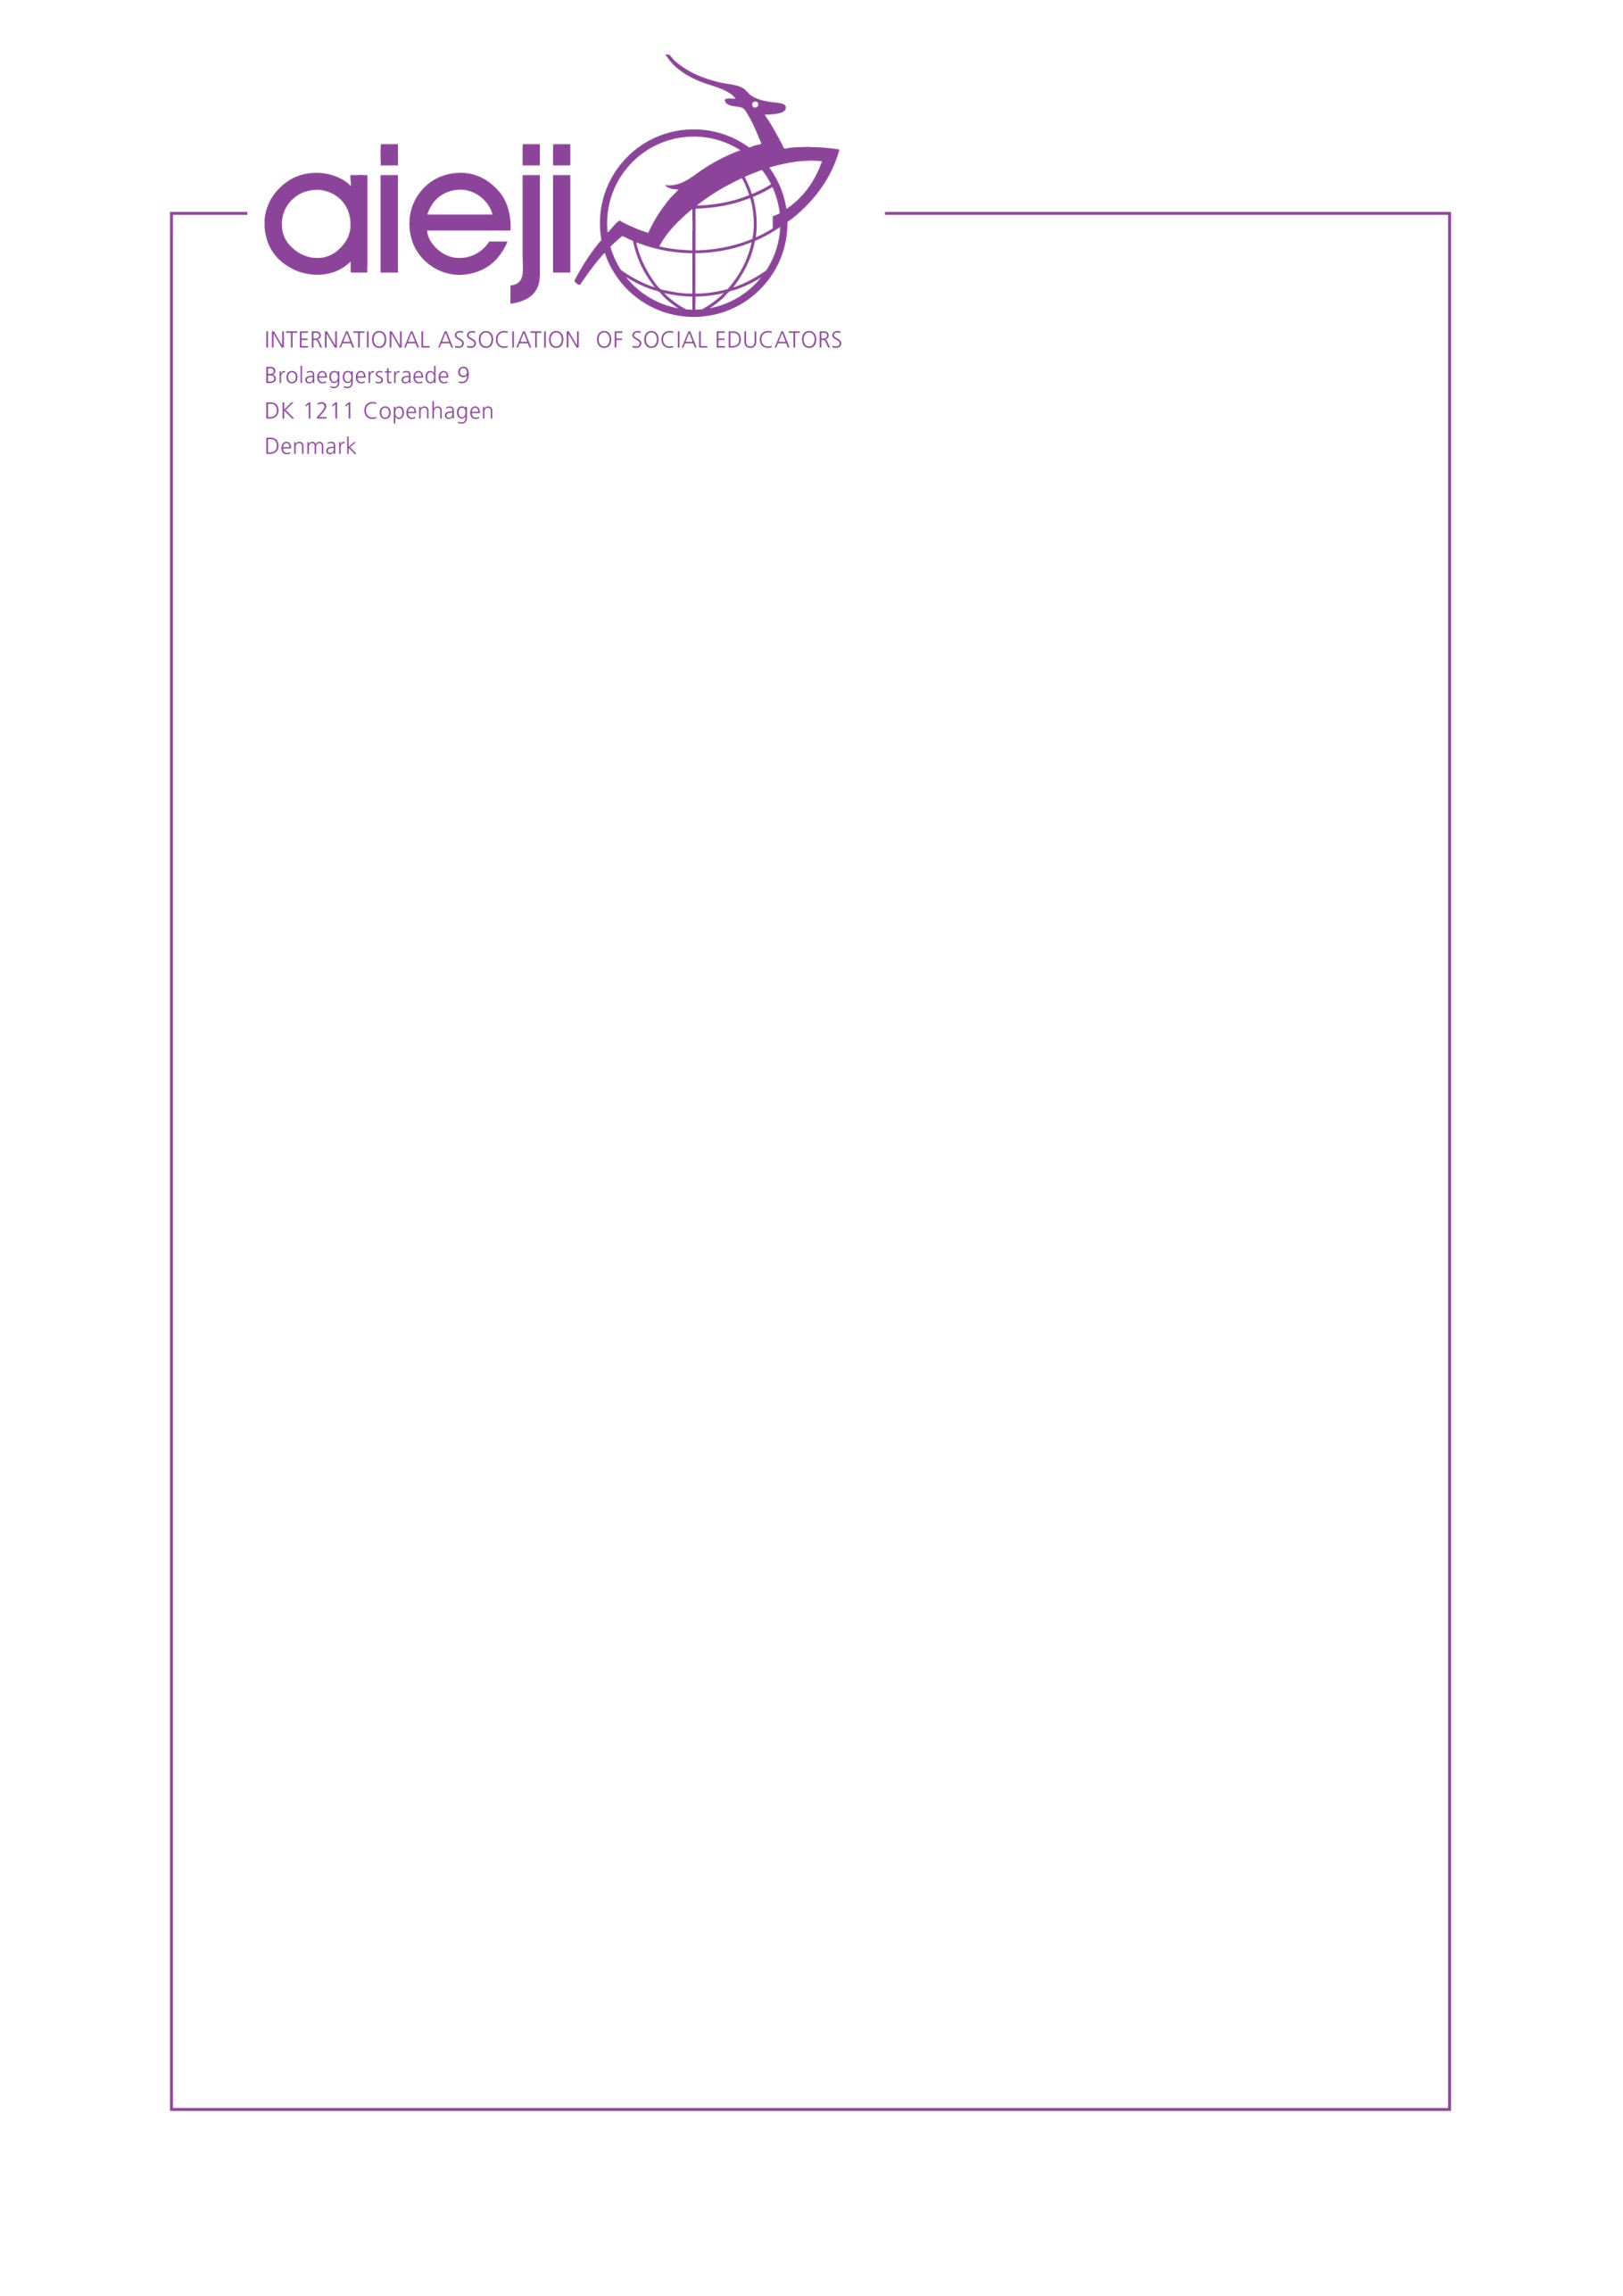 aieji
INTERNATIONAL ASSOCIATION OF SOCIAL EDUCATORS
Brolaeggerstraede 9
DK 1211 Copenhagen
Denmark